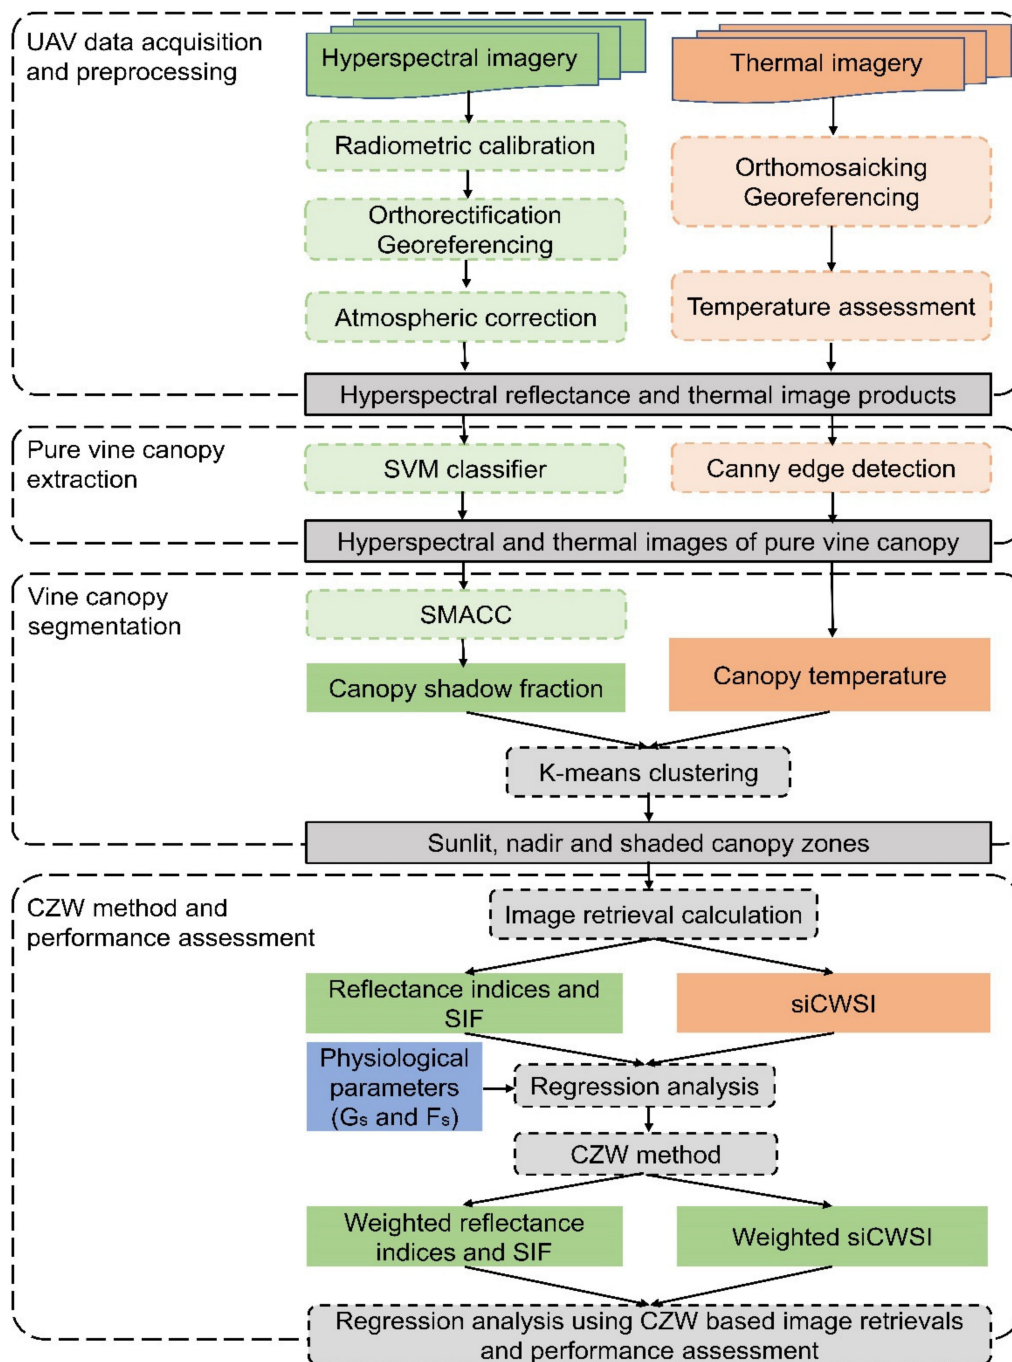 UAV data acquisition
and preprocessing
Hyperspectral imagery
Thermal imagery
Radiometric calibration
Orthomosaicking
Georeferencing
Orthorectification
Georeferencing
Temperature assessment
Atmospheric correction
Hyperspectral reflectance and thermal image products
Pure vine canopy
extraction
SVM classifier
Canny edge detection
Hyperspectral and thermal images of pure vine canopy
Vine canopy
segmentation
SMACC
Canopy shadow fraction
Canopy temperature
K-means clustering
Sunlit, nadir and shaded canopy zones
CZW method and
performance assessment
Image retrieval calculation
Reflectance indices and
SIF
siCWSI
Physiological
parameters
(Gs and Fs)
Regression analysis
CZW method
Weighted reflectance
indices and SIF
Weighted siCWSI
Regression analysis using CZW based image retrievals
and performance assessment